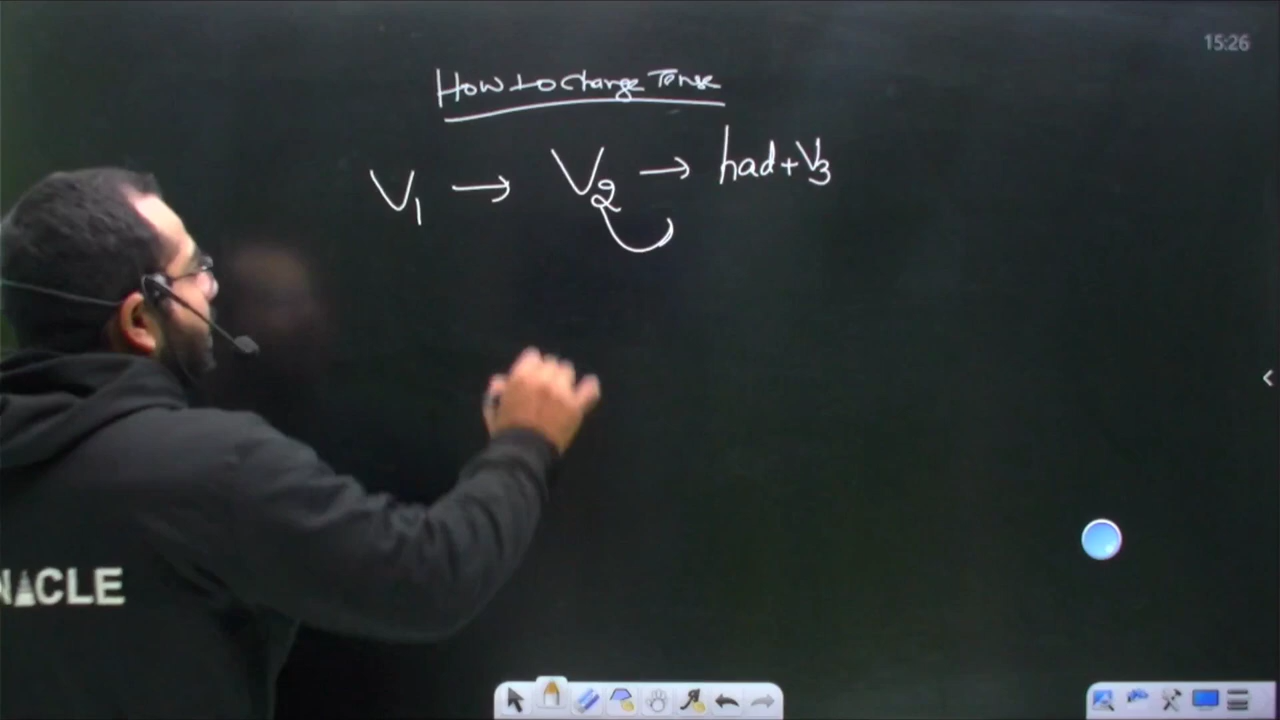 15:26
How to change Tense
V₁ → V₂ → had+V₃
NACLE